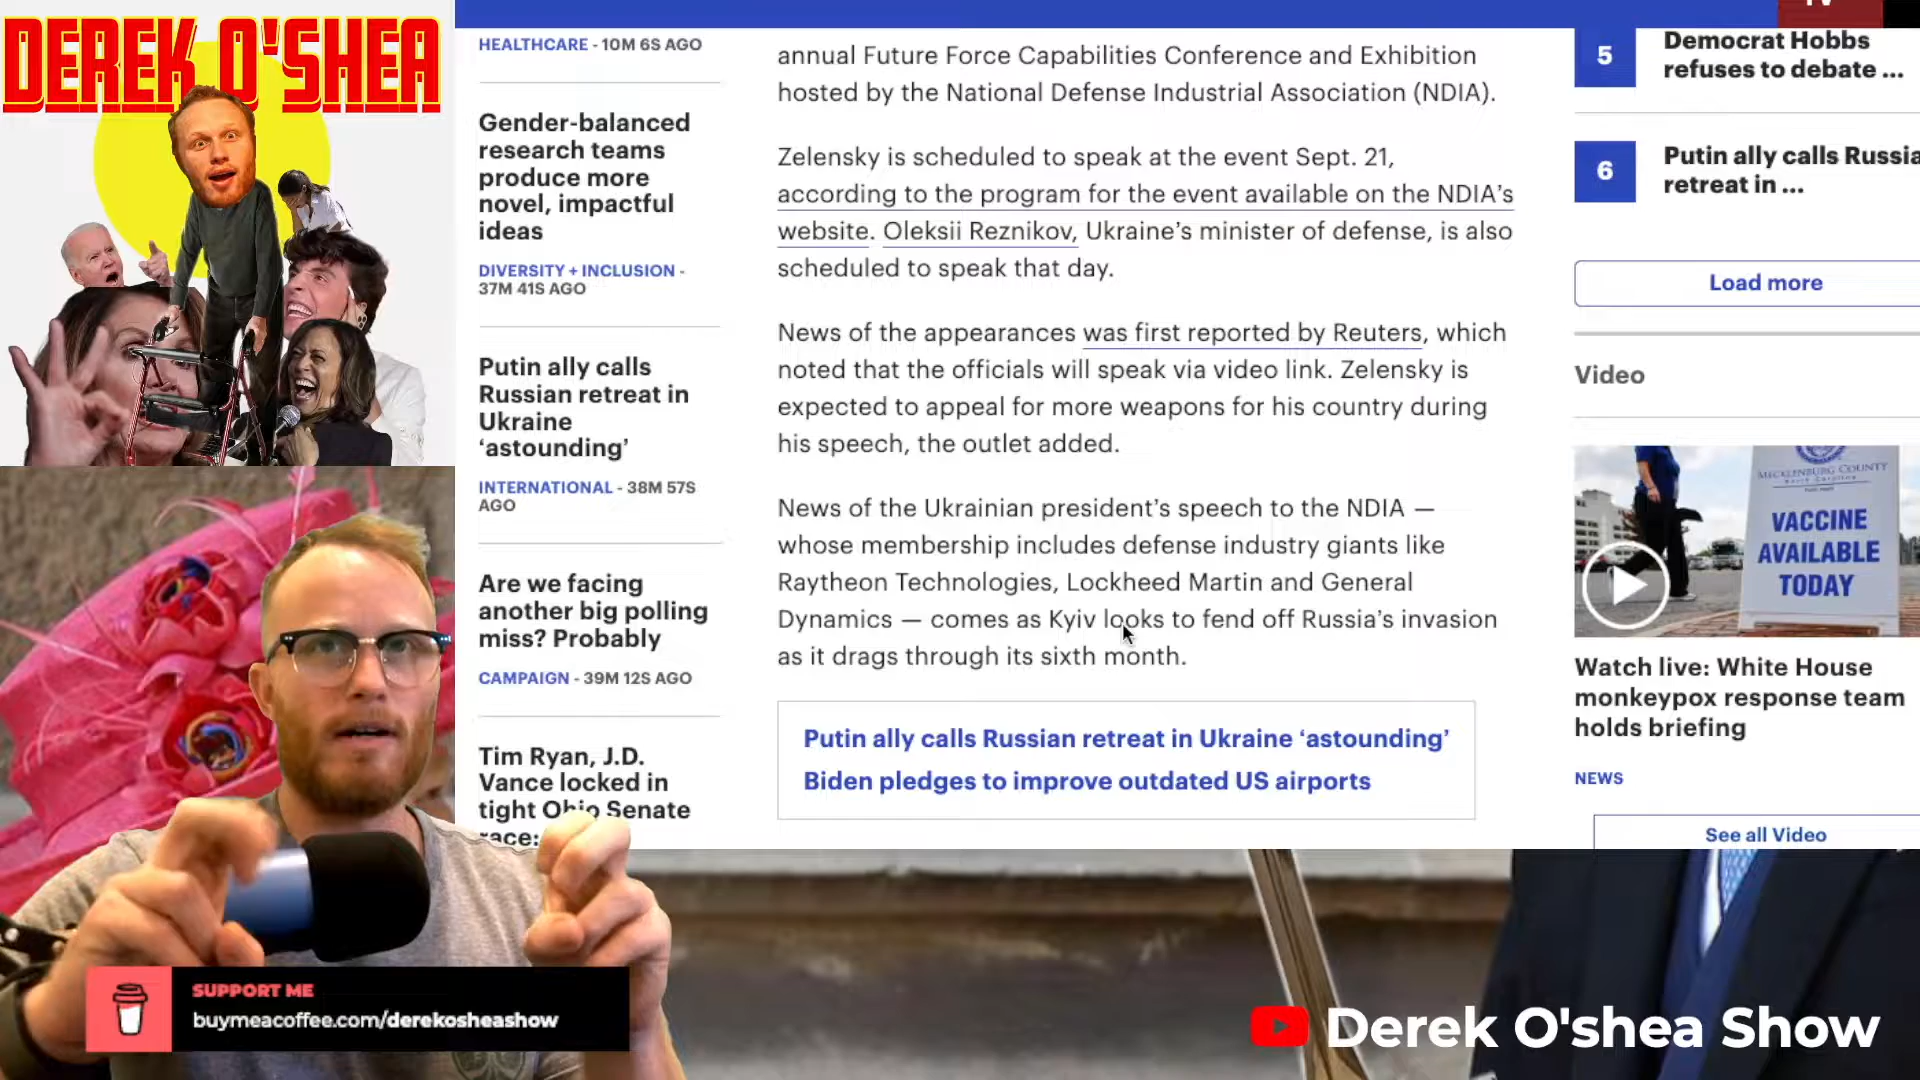 DEREK O'SHEA
HEALTHCARE - 10M 6S AGO
Gender-balanced
research teams
produce more
novel, impactful
ideas
DIVERSITY + INCLUSION -
37M 41S AGO
Putin ally calls
Russian retreat in
Ukraine
‘astounding’
INTERNATIONAL - 38M 57S
AGO
Are we facing
another big polling
miss? Probably
CAMPAIGN - 39M 12S AGO
Tim Ryan, J.D.
Vance locked in
tight Ohio Senate
race:
annual Future Force Capabilities Conference and Exhibition
hosted by the National Defense Industrial Association (NDIA).
Zelensky is scheduled to speak at the event Sept. 21,
according to the program for the event available on the NDIA’s
website. Oleksii Reznikov, Ukraine’s minister of defense, is also
scheduled to speak that day.
News of the appearances was first reported by Reuters, which
noted that the officials will speak via video link. Zelensky is
expected to appeal for more weapons for his country during
his speech, the outlet added.
News of the Ukrainian president’s speech to the NDIA —
whose membership includes defense industry giants like
Raytheon Technologies, Lockheed Martin and General
Dynamics — comes as Kyiv looks to fend off Russia’s invasion
as it drags through its sixth month.
Putin ally calls Russian retreat in Ukraine ‘astounding’
Biden pledges to improve outdated US airports
TV
5
Democrat Hobbs
refuses to debate ...
6
Putin ally calls Russia
retreat in ...
Load more
Video
MECKLENBURG COUNTY
VACCINE
AVAILABLE
TODAY
Watch live: White House
monkeypox response team
holds briefing
NEWS
See all Video
SUPPORT ME
buymeacoffee.com/derekosheashow
Derek O'shea Show